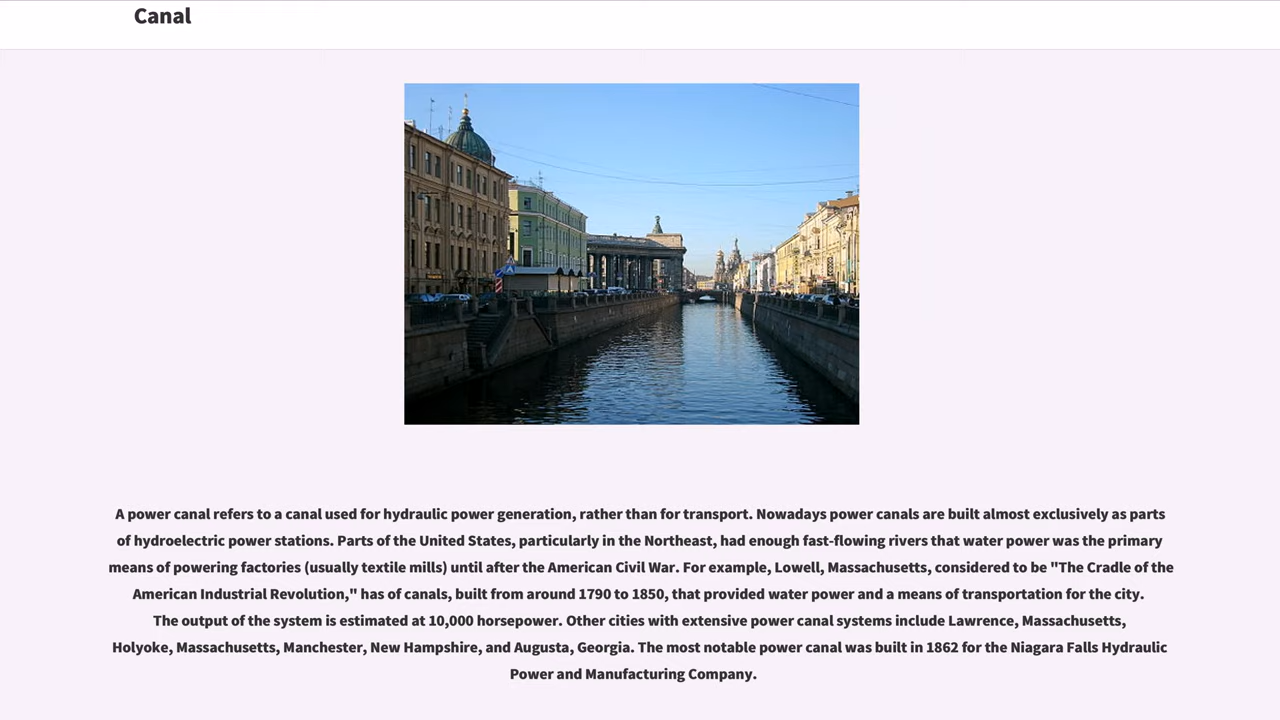 Canal
A power canal refers to a canal used for hydraulic power generation, rather than for transport. Nowadays power canals are built almost exclusively as parts
of hydroelectric power stations. Parts of the United States, particularly in the Northeast, had enough fast-flowing rivers that water power was the primary
means of powering factories (usually textile mills) until after the American Civil War. For example, Lowell, Massachusetts, considered to be "The Cradle of the
American Industrial Revolution," has of canals, built from around 1790 to 1850, that provided water power and a means of transportation for the city.
The output of the system is estimated at 10,000 horsepower. Other cities with extensive power canal systems include Lawrence, Massachusetts,
Holyoke, Massachusetts, Manchester, New Hampshire, and Augusta, Georgia. The most notable power canal was built in 1862 for the Niagara Falls Hydraulic
Power and Manufacturing Company.